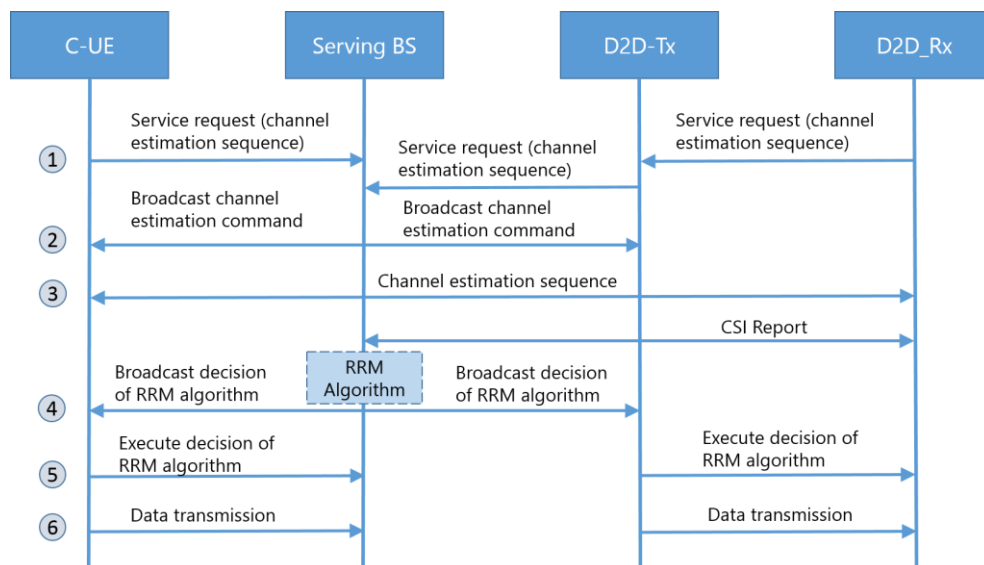 C-UE
Serving BS
D2D-Tx
D2D_Rx
1
Service request (channel
estimation sequence)
Service request (channel
estimation sequence)
Service request (channel
estimation sequence)
2
Broadcast channel
estimation command
Broadcast channel
estimation command
3
Channel estimation sequence
CSI Report
RRM
Algorithm
4
Broadcast decision
of RRM algorithm
Broadcast decision
of RRM algorithm
5
Execute decision of
RRM algorithm
Execute decision of
RRM algorithm
6
Data transmission
Data transmission